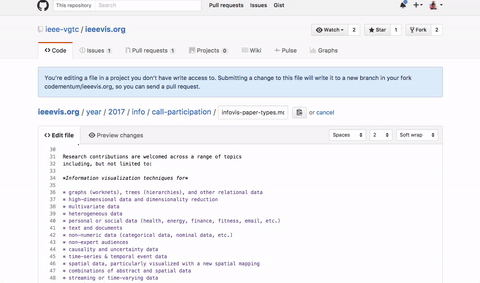 This repository Search Pull requests Issues Gist
ieee-vgtc / ieeevis.org Watch 2 Star 1 Fork 2
Code Issues 1 Pull requests 1 Projects 0 Wiki Pulse Graphs
You're editing a file in a project you don't have write access to. Submitting a change to this file will write it to a new branch in your fork
codementum/ieeevis.org, so you can send a pull request.
ieeevis.org / year / 2017 / info / call-participation / infovis-paper-types.md or cancel
Edit file Preview changes Spaces 2 Soft wrap
30
31 Research contributions are welcomed across a range of topics
32 including, but not limited to:
33
34 *Information visualization techniques for*
35
36 * graphs (worknets), trees (hierarchies), and other relational data
37 * high-dimensional data and dimensionality reduction
38 * multivariate data
39 * heterogeneous data
40 * personal or social data (health, energy, finance, fitness, email, etc.)
41 * text and documents
42 * non-numeric data (categorical data, nominal data, etc.)
43 * non-expert audiences
44 * causality and uncertainty data
45 * time-series & temporal event data
46 * spatial data, particularly visualized with a new spatial mapping
47 * combinations of abstract and spatial data
48 * streaming or time-varying data